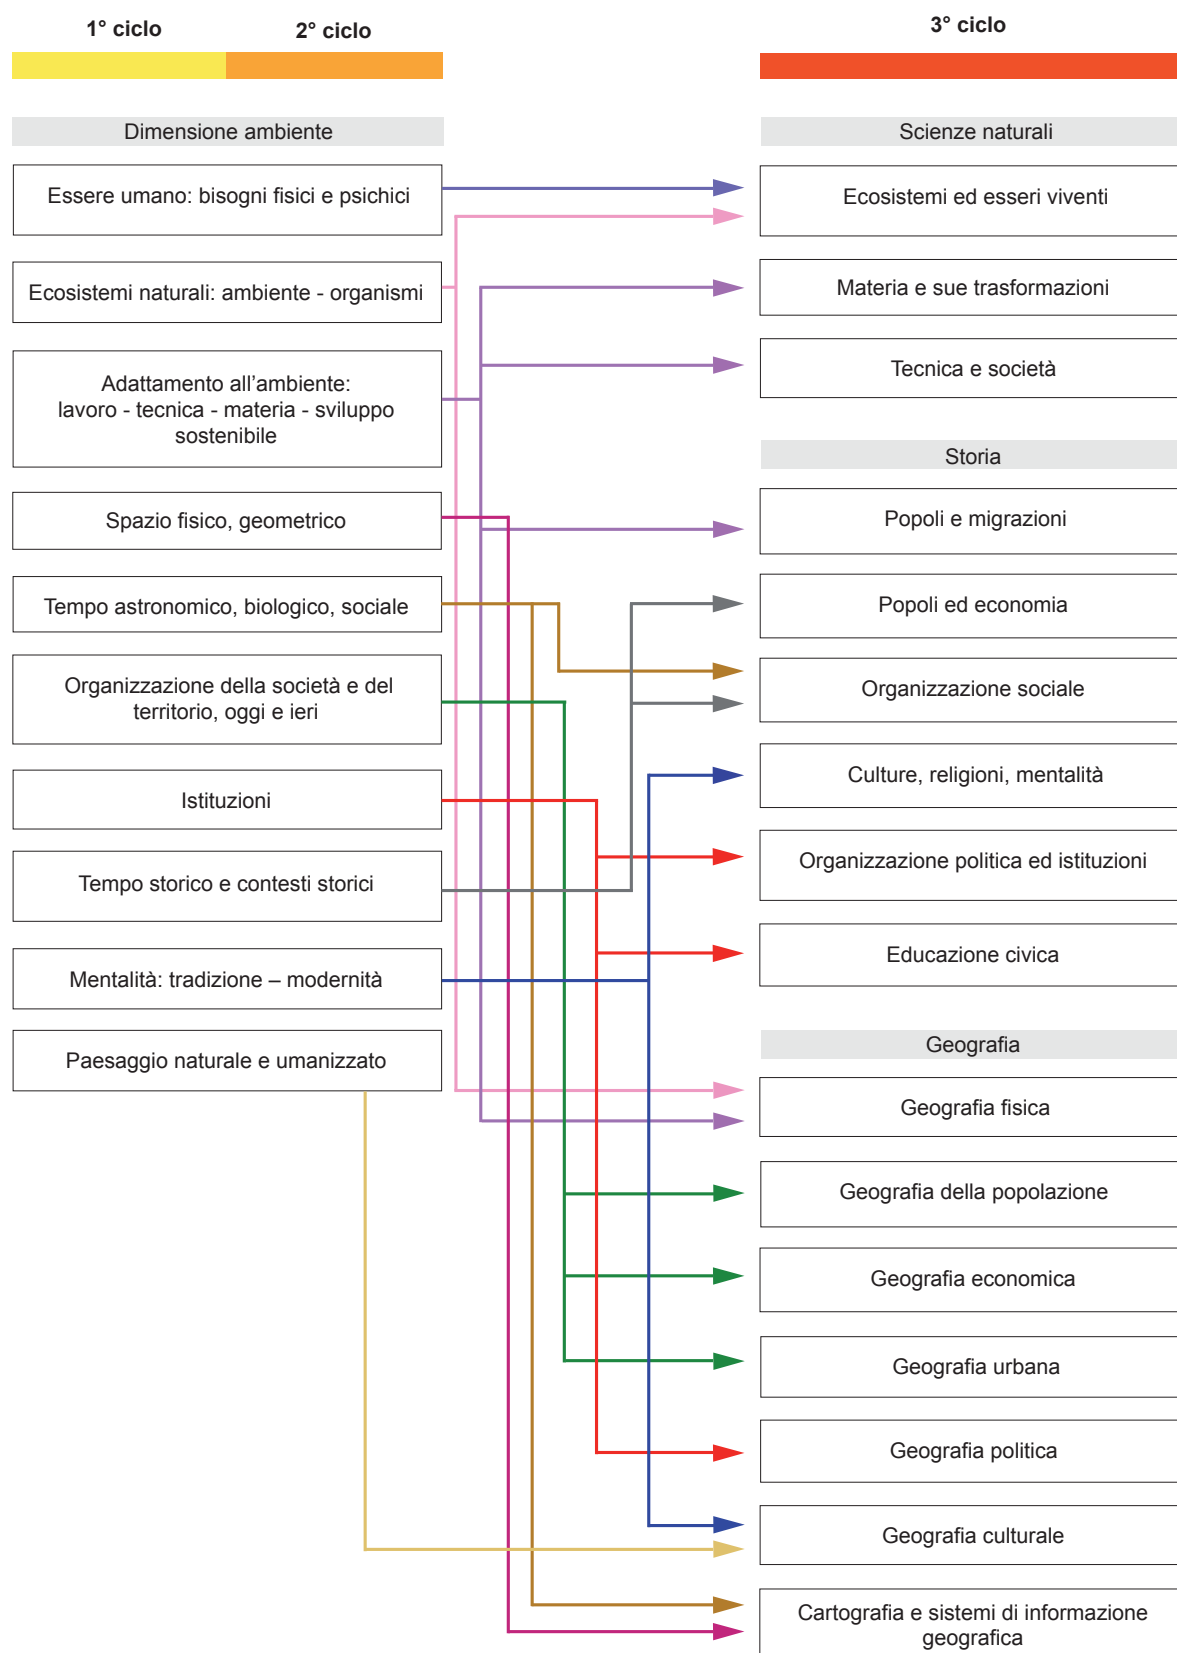 1° ciclo
2° ciclo
3° ciclo
Dimensione ambiente
Essere umano: bisogni fisici e psichici
Ecosistemi naturali: ambiente - organismi
Adattamento all’ambiente:
lavoro - tecnica - materia - sviluppo
sostenibile
Spazio fisico, geometrico
Tempo astronomico, biologico, sociale
Organizzazione della società e del
territorio, oggi e ieri
Istituzioni
Tempo storico e contesti storici
Mentalità: tradizione – modernità
Paesaggio naturale e umanizzato
Scienze naturali
Ecosistemi ed esseri viventi
Materia e sue trasformazioni
Tecnica e società
Storia
Popoli e migrazioni
Popoli ed economia
Organizzazione sociale
Culture, religioni, mentalità
Organizzazione politica ed istituzioni
Educazione civica
Geografia
Geografia fisica
Geografia della popolazione
Geografia economica
Geografia urbana
Geografia politica
Geografia culturale
Cartografia e sistemi di informazione
geografica